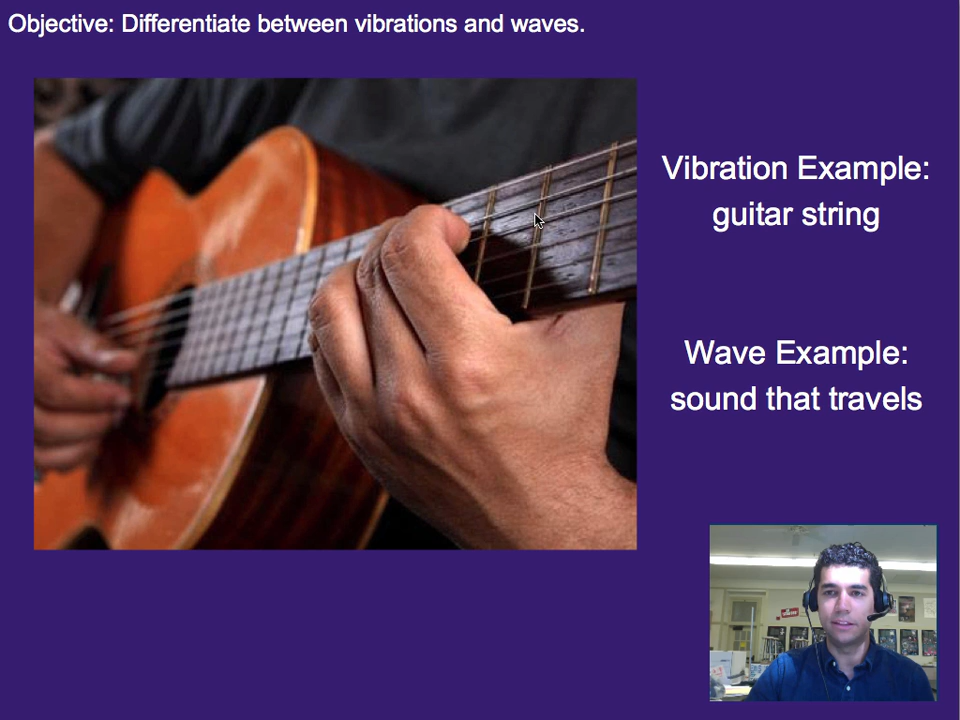 Objective: Differentiate between vibrations and waves.
Vibration Example:
guitar string
Wave Example:
sound that travels